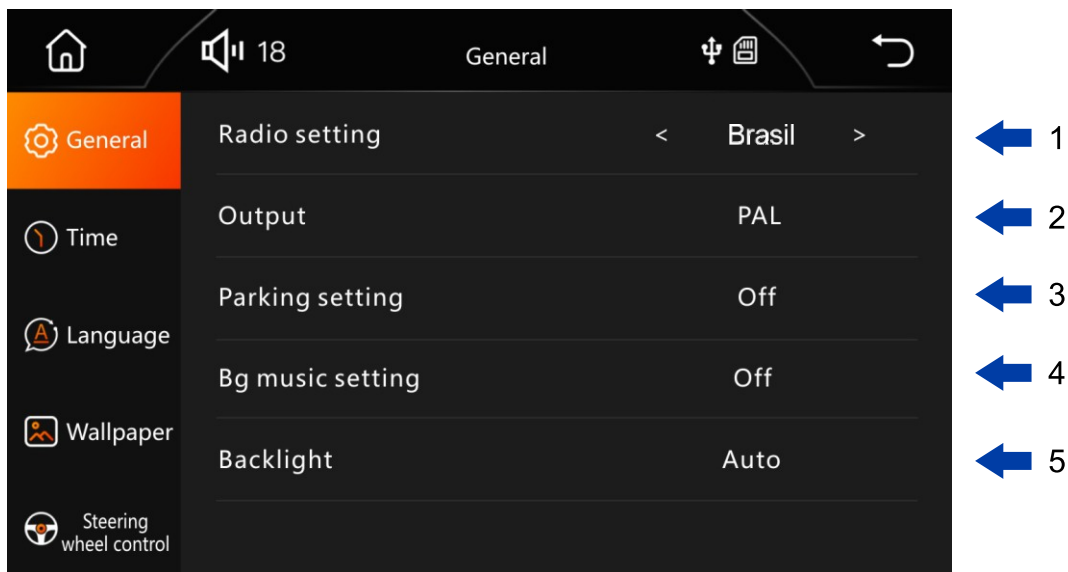 18 General
General
Radio setting < Brasil > 1
Time
Output PAL 2
Parking setting Off 3
Language
Bg music setting Off 4
Wallpaper
Backlight Auto 5
Steering
wheel control